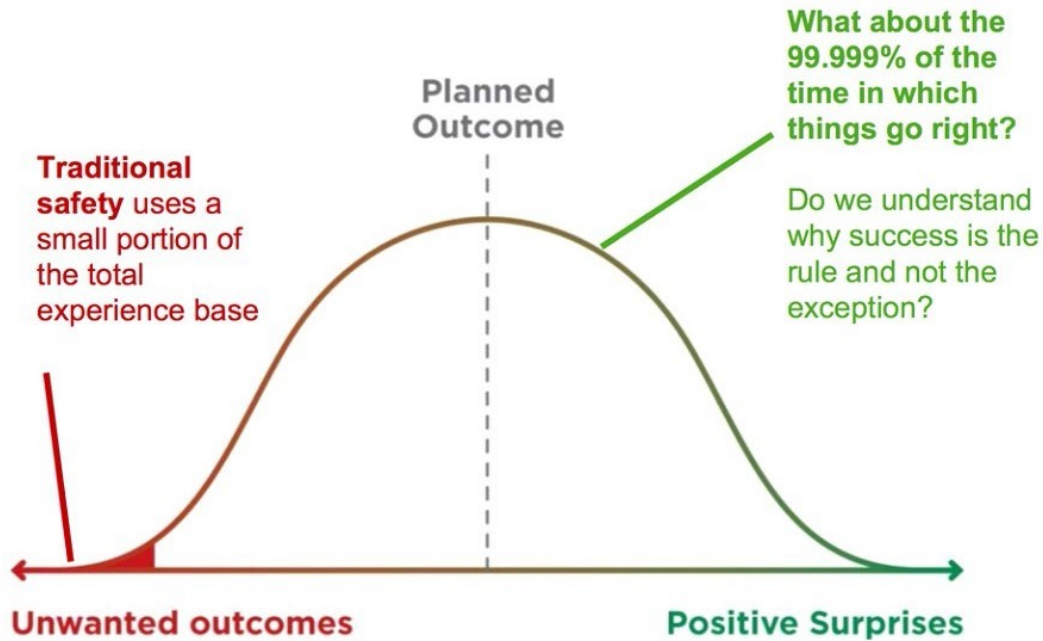 What about the
99.999% of the
time in which
things go right?
Do we understand
why success is the
rule and not the
exception?
Planned
Outcome
Traditional
safety uses a
small portion of
the total
experience base
Unwanted outcomes
Positive Surprises